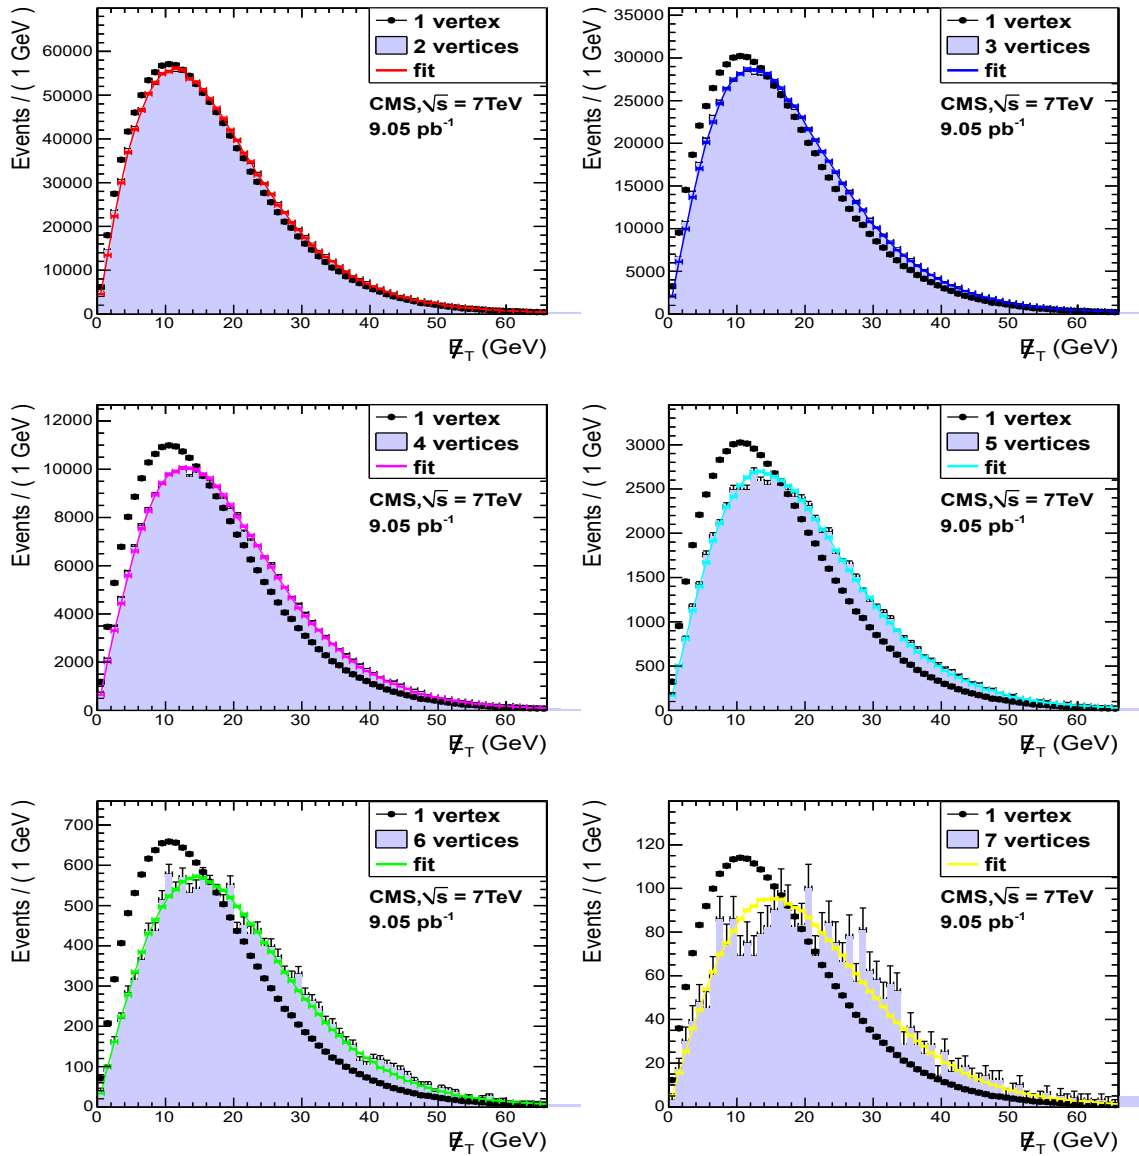 1 vertex
2 vertices
fit
CMS,√s = 7TeV
9.05 pb⁻¹
Events / ( 1 GeV )
60000
50000
40000
30000
20000
10000
0
0 10 20 30 40 50 60
E̸_T (GeV)
1 vertex
3 vertices
fit
CMS,√s = 7TeV
9.05 pb⁻¹
Events / ( 1 GeV )
35000
30000
25000
20000
15000
10000
5000
0
0 10 20 30 40 50 60
E̸_T (GeV)
1 vertex
4 vertices
fit
CMS,√s = 7TeV
9.05 pb⁻¹
Events / ( 1 GeV )
12000
10000
8000
6000
4000
2000
0
0 10 20 30 40 50 60
E̸_T (GeV)
1 vertex
5 vertices
fit
CMS,√s = 7TeV
9.05 pb⁻¹
Events / ( 1 GeV )
3000
2500
2000
1500
1000
500
0
0 10 20 30 40 50 60
E̸_T (GeV)
1 vertex
6 vertices
fit
CMS,√s = 7TeV
9.05 pb⁻¹
Events / ( 1 GeV )
700
600
500
400
300
200
100
0
0 10 20 30 40 50 60
E̸_T (GeV)
1 vertex
7 vertices
fit
CMS,√s = 7TeV
9.05 pb⁻¹
Events / ( 1 GeV )
120
100
80
60
40
20
0
0 10 20 30 40 50 60
E̸_T (GeV)